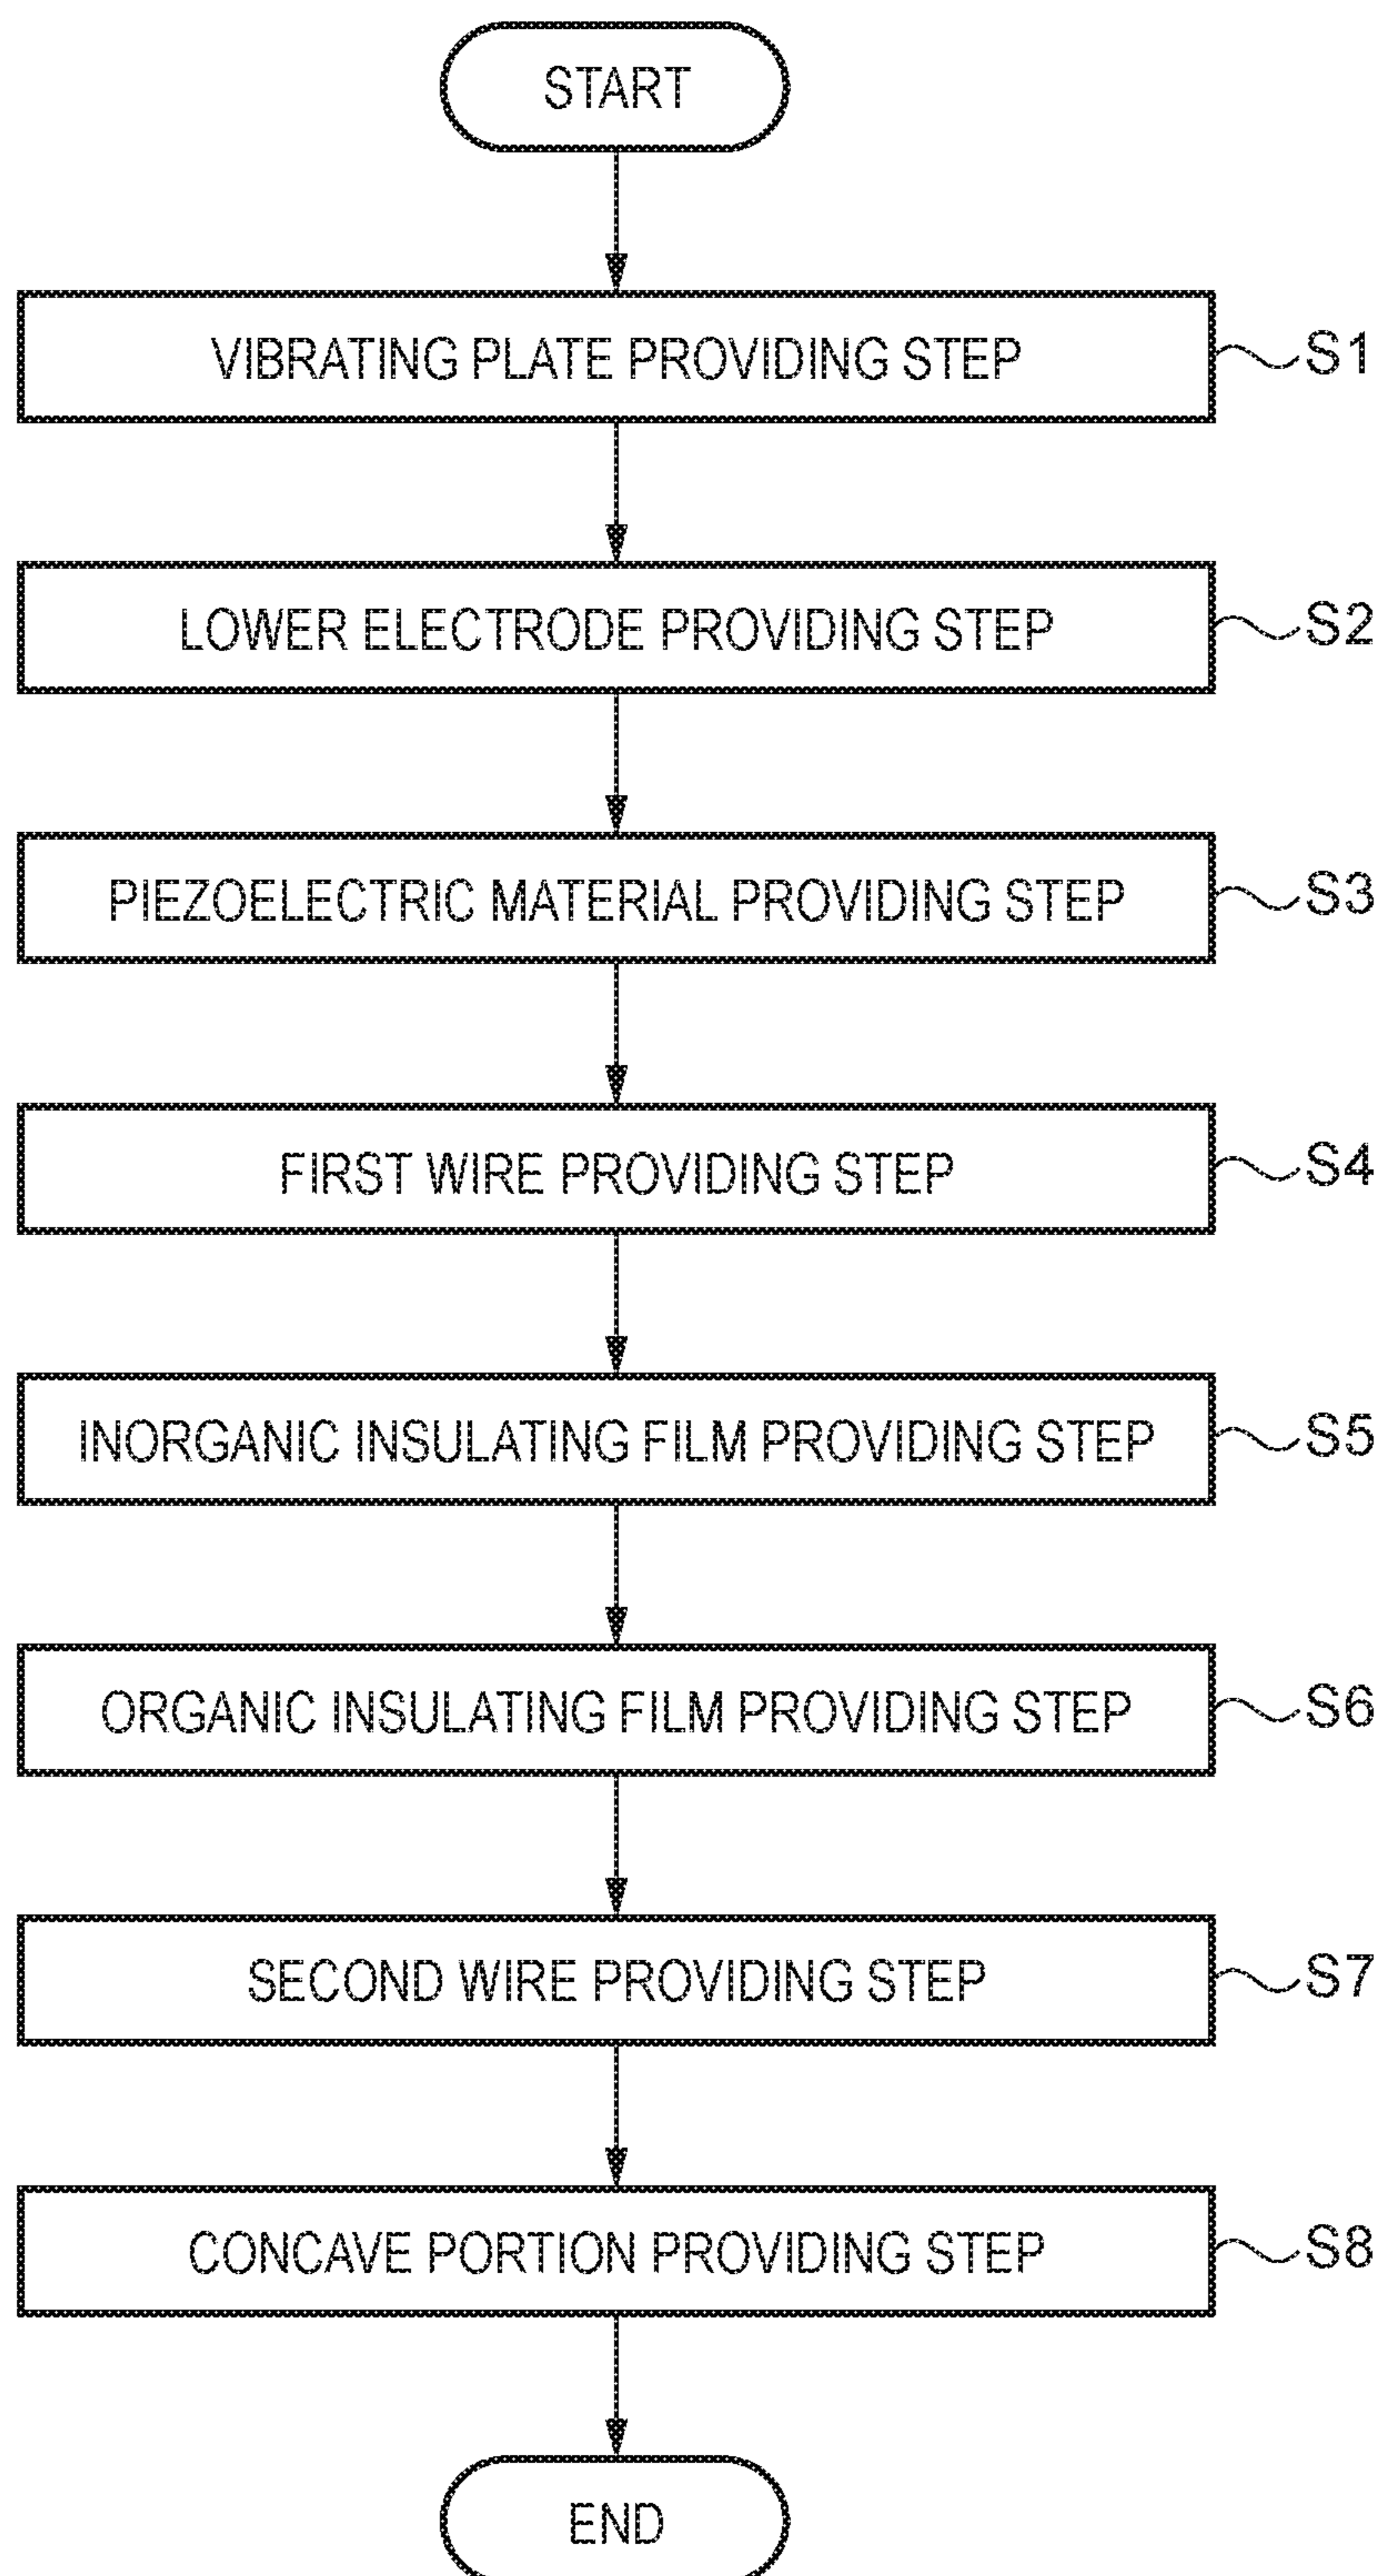 START
VIBRATING PLATE PROVIDING STEP S1
LOWER ELECTRODE PROVIDING STEP S2
PIEZOELECTRIC MATERIAL PROVIDING STEP S3
FIRST WIRE PROVIDING STEP S4
INORGANIC INSULATING FILM PROVIDING STEP S5
ORGANIC INSULATING FILM PROVIDING STEP S6
SECOND WIRE PROVIDING STEP S7
CONCAVE PORTION PROVIDING STEP S8
END